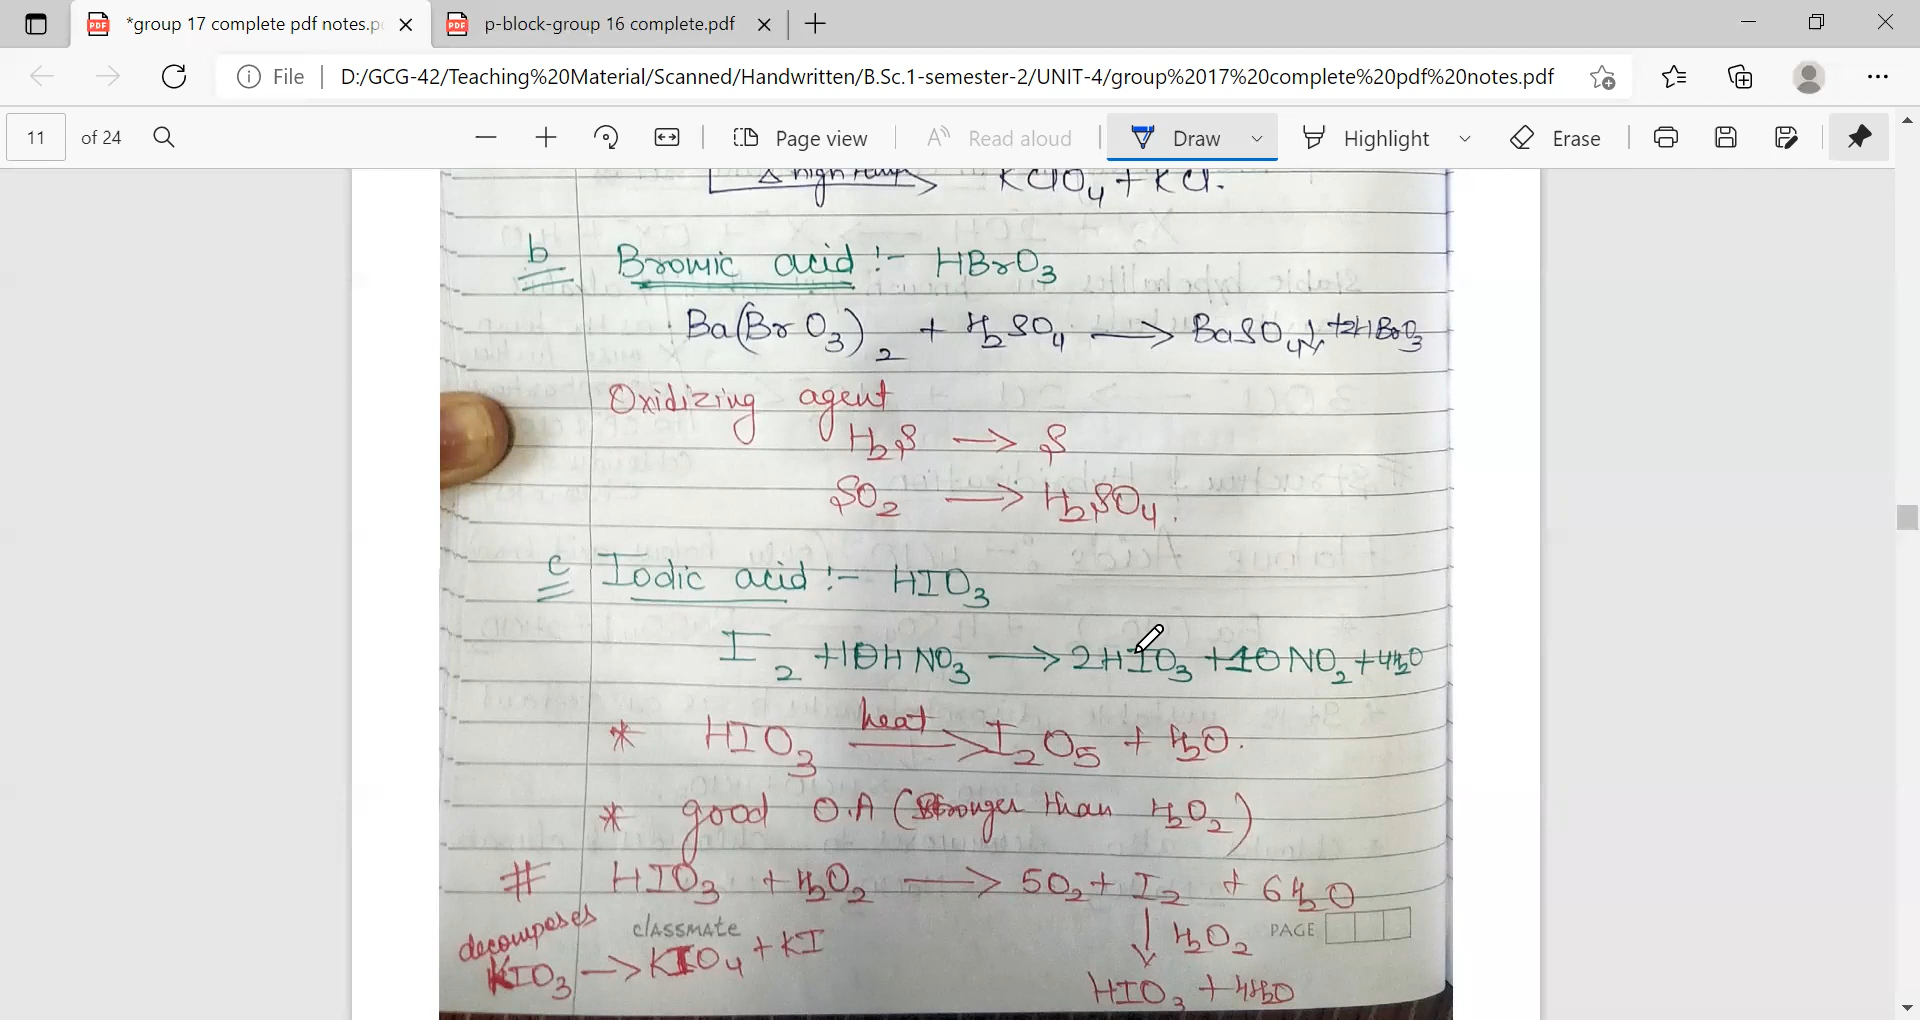 *group 17 complete pdf notes.p
p-block-group 16 complete.pdf
File
D:/GCG-42/Teaching%20Material/Scanned/Handwritten/B.Sc.1-semester-2/UNIT-4/group%2017%20complete%20pdf%20notes.pdf
11 of 24
Page view
Read aloud
Draw
Highlight
Erase
Δ high temp KClO4 + KCl.
b Bromic acid :- HBrO3
Ba(BrO3)2 + H2SO4 → BaSO4↓ + 2HBrO3
Oxidizing agent
H2S → S
SO2 → H2SO4.
c Iodic acid :- HIO3
I2 + 10HNO3 → 2HIO3 + 10NO2 + 4H2O
* HIO3 heat → I2O5 + H2O.
* good O.A (Stronger than H2O2)
# HIO3 + H2O2 → 5O2 + I2 + 6H2O
decomposes classmate ↓ H2O2 PAGE
KIO3 → KIO4 + KI
HIO3 + 4H2O